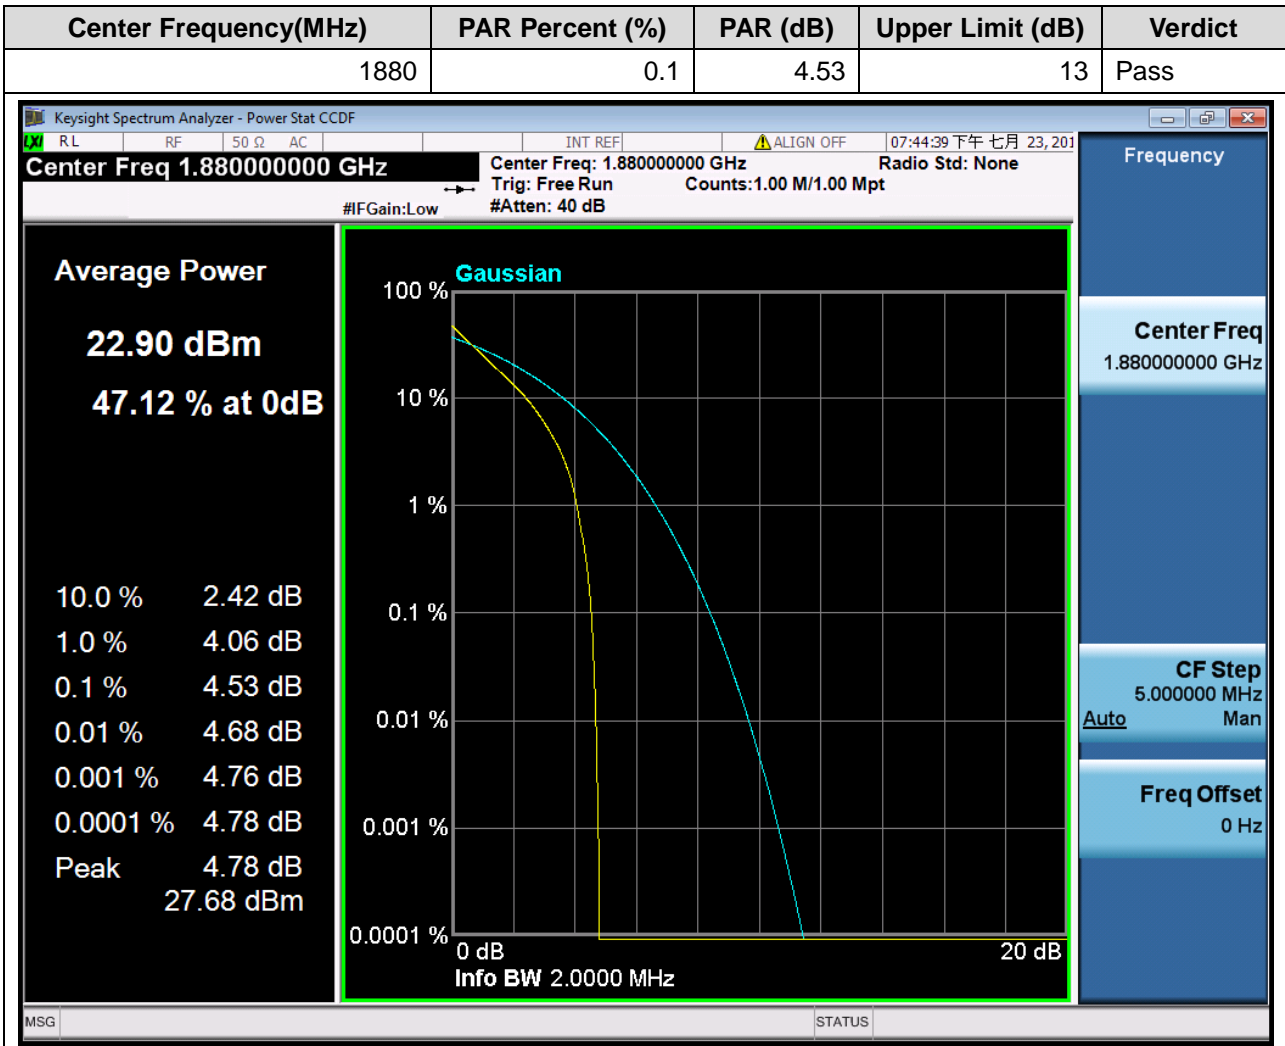 Center Frequency(MHz) PAR Percent (%) PAR (dB) Upper Limit (dB) Verdict
1880 0.1 4.53 13 Pass
Keysight Spectrum Analyzer - Power Stat CCDF
LXI RL RF 50 Ω AC INT REF ALIGN OFF 07:44:39 下午 七月 23, 201
Center Freq 1.880000000 GHz
Center Freq: 1.880000000 GHz Radio Std: None
Trig: Free Run Counts:1.00 M/1.00 Mpt
#IFGain:Low #Atten: 40 dB
Average Power
22.90 dBm
47.12 % at 0dB
10.0 % 2.42 dB
1.0 % 4.06 dB
0.1 % 4.53 dB
0.01 % 4.68 dB
0.001 % 4.76 dB
0.0001 % 4.78 dB
Peak 4.78 dB
27.68 dBm
Gaussian
100 %
10 %
1 %
0.1 %
0.01 %
0.001 %
0.0001 %
0 dB 20 dB
Info BW 2.0000 MHz
Frequency
Center Freq
1.880000000 GHz
CF Step
5.000000 MHz
Auto Man
Freq Offset
0 Hz
MSG STATUS